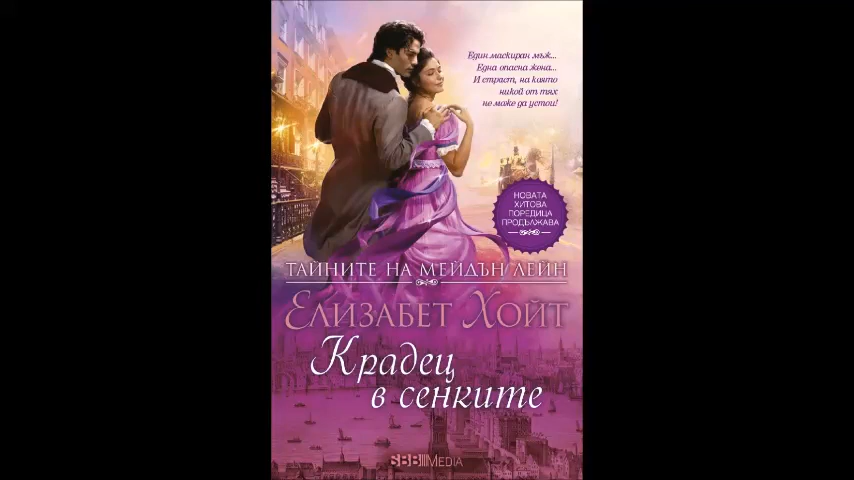 Един маскиран мъж...
Една опасна жена...
И страст, на която
никой от тях
не може да устои!
НОВАТА
ХИТОВА
ПОРЕДИЦА
ПРОДЪЛЖАВА
ТАЙНИТЕ НА МЕЙДЪН ЛЕЙН
ЕЛИЗАБЕТ ХОЙТ
Крадец
в сенките
SBB MEDIA